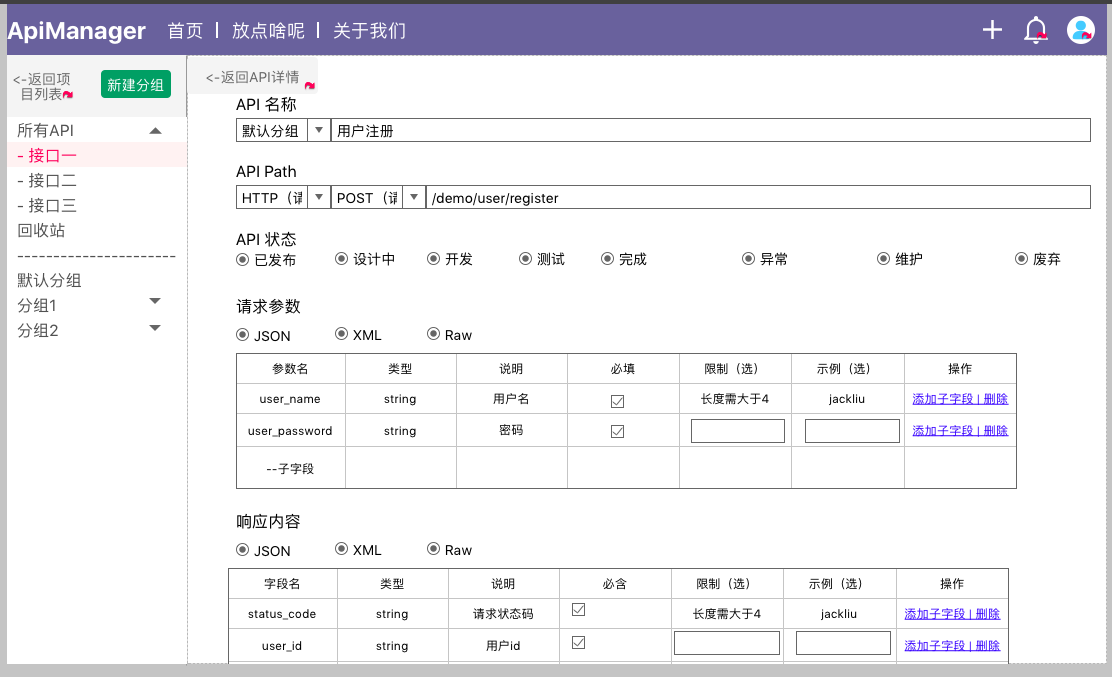 ApiManager 首页 | 放点啥呢 | 关于我们
<-返回项
目列表
新建分组
所有API
- 接口一
- 接口二
- 接口三
回收站
----------------------
默认分组
分组1
分组2
<-返回API详情
API 名称
默认分组 用户注册
API Path
HTTP（请 POST（请 /demo/user/register
API 状态
已发布 设计中 开发 测试 完成 异常 维护 废弃
请求参数
JSON XML Raw
参数名 类型 说明 必填 限制（选） 示例（选） 操作
user_name string 用户名 长度需大于4 jackliu 添加子字段 | 删除
user_password string 密码 添加子字段 | 删除
--子字段
响应内容
JSON XML Raw
字段名 类型 说明 必含 限制（选） 示例（选） 操作
status_code string 请求状态码 长度需大于4 jackliu 添加子字段 | 删除
user_id string 用户id 添加子字段 | 删除